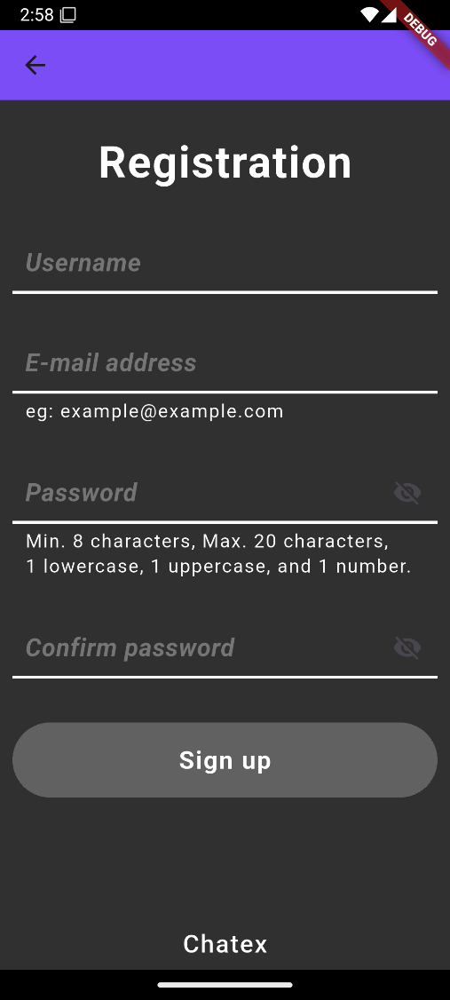 2:58
DEBUG
Registration
Username
E-mail address
eg: example@example.com
Password
Min. 8 characters, Max. 20 characters,
1 lowercase, 1 uppercase, and 1 number.
Confirm password
Sign up
Chatex